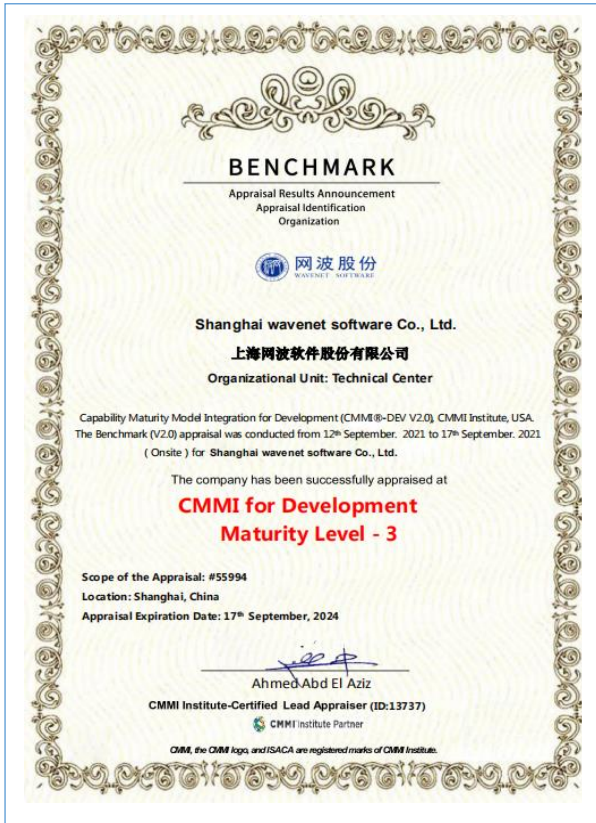 BENCHMARK
Appraisal Results Announcement
Appraisal Identification
Organization
网波股份
WAVENET SOFTWARE
Shanghai wavenet software Co., Ltd.
上海网波软件股份有限公司
Organizational Unit: Technical Center
Capability Maturity Model Integration for Development (CMMI®-DEV V2.0), CMMI Institute, USA.
The Benchmark (V2.0) appraisal was conducted from 12th September. 2021 to 17th September. 2021
( Onsite ) for Shanghai wavenet software Co., Ltd.
The company has been successfully appraised at
CMMI for Development
Maturity Level - 3
Scope of the Appraisal: #55994
Location: Shanghai, China
Appraisal Expiration Date: 17th September, 2024
Ahmed Abd El Aziz
CMMI Institute-Certified Lead Appraiser (ID:13737)
CMMI Institute Partner
CMMI, the CMMI logo, and ISACA are registered marks of CMMI Institute.